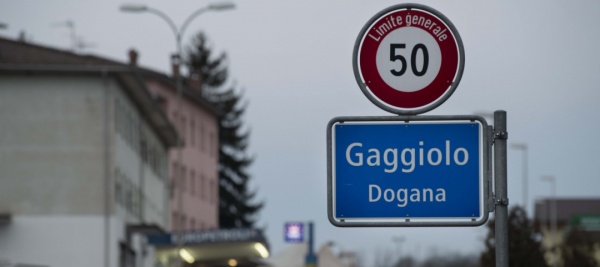 Limite generale
50
Gaggiolo
Dogana